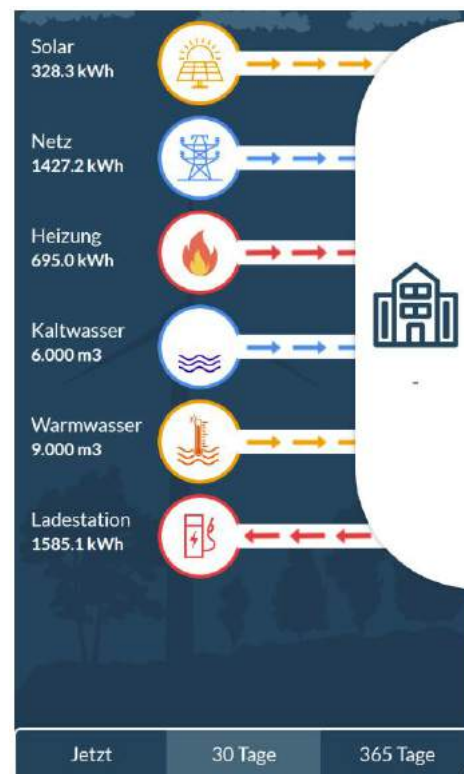 Solar
328.3 kWh
Netz
1427.2 kWh
Heizung
695.0 kWh
Kaltwasser
6.000 m3
Warmwasser
9.000 m3
Ladestation
1585.1 kWh
-
Jetzt
30 Tage
365 Tage